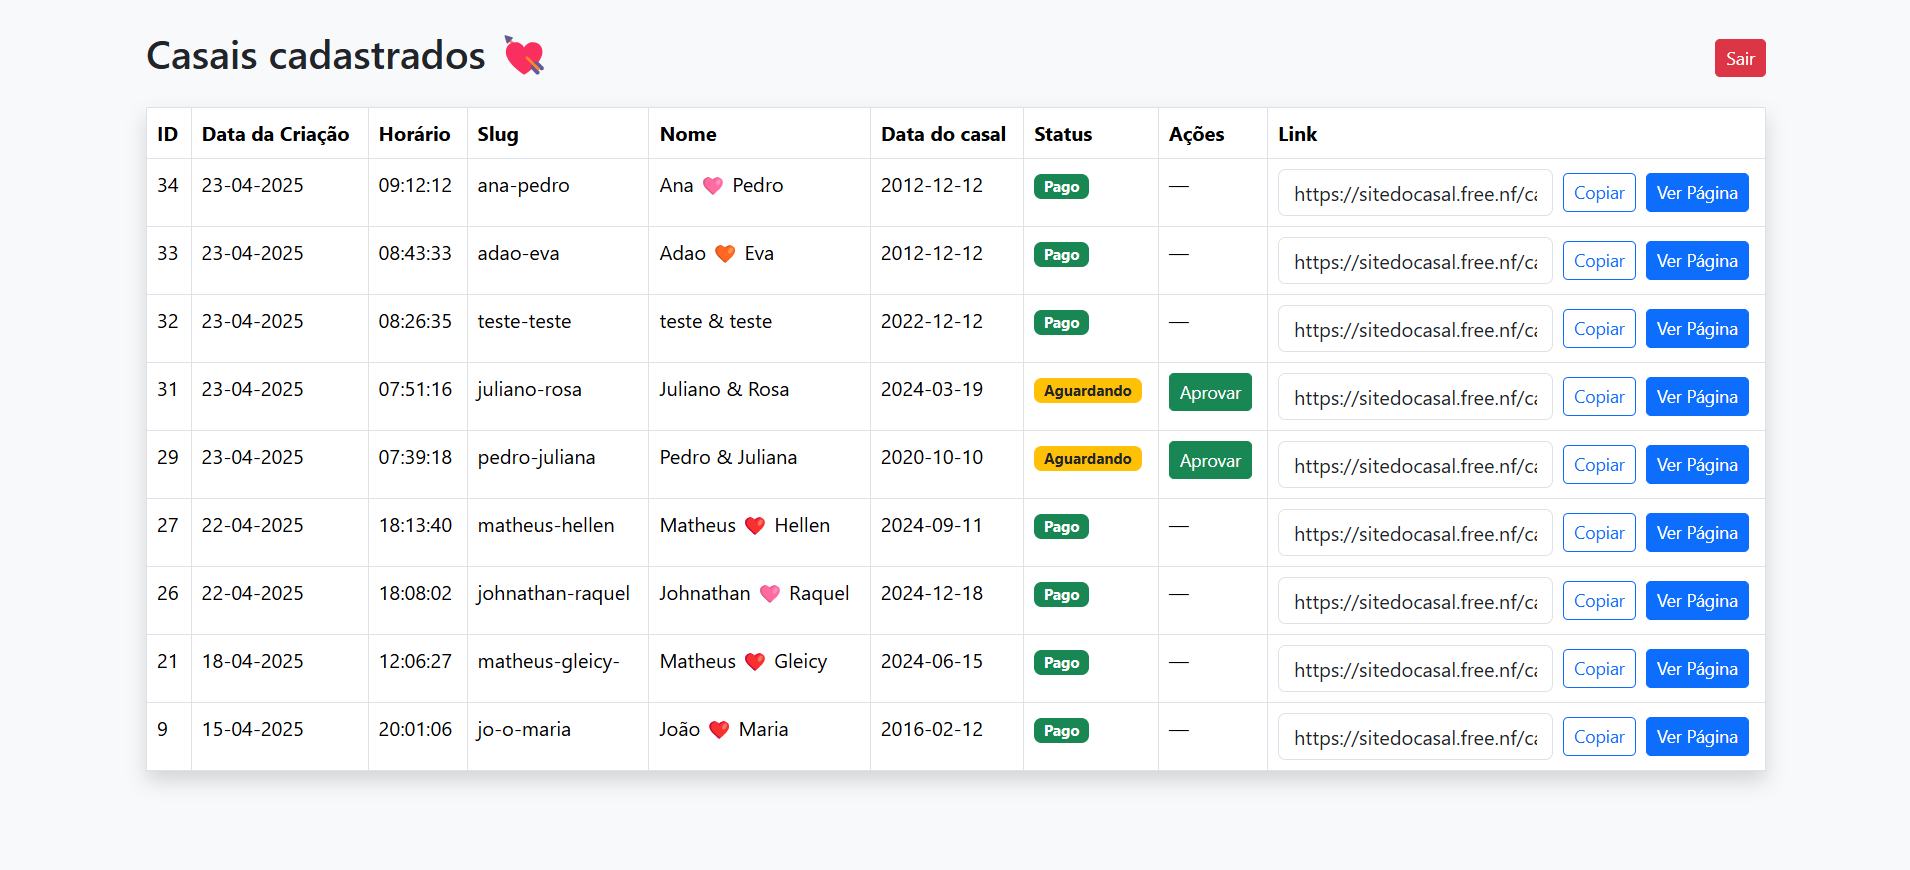 Casais cadastrados 💘
Sair
ID Data da Criação Horário Slug Nome Data do casal Status Ações Link
34 23-04-2025 09:12:12 ana-pedro Ana 🩷 Pedro 2012-12-12 Pago — https://sitedocasal.free.nf/ca Copiar Ver Página
33 23-04-2025 08:43:33 adao-eva Adao 🧡 Eva 2012-12-12 Pago — https://sitedocasal.free.nf/ca Copiar Ver Página
32 23-04-2025 08:26:35 teste-teste teste & teste 2022-12-12 Pago — https://sitedocasal.free.nf/ca Copiar Ver Página
31 23-04-2025 07:51:16 juliano-rosa Juliano & Rosa 2024-03-19 Aguardando Aprovar https://sitedocasal.free.nf/ca Copiar Ver Página
29 23-04-2025 07:39:18 pedro-juliana Pedro & Juliana 2020-10-10 Aguardando Aprovar https://sitedocasal.free.nf/ca Copiar Ver Página
27 22-04-2025 18:13:40 matheus-hellen Matheus ❤️ Hellen 2024-09-11 Pago — https://sitedocasal.free.nf/ca Copiar Ver Página
26 22-04-2025 18:08:02 johnathan-raquel Johnathan 🩷 Raquel 2024-12-18 Pago — https://sitedocasal.free.nf/ca Copiar Ver Página
21 18-04-2025 12:06:27 matheus-gleicy- Matheus ❤️ Gleicy 2024-06-15 Pago — https://sitedocasal.free.nf/ca Copiar Ver Página
9 15-04-2025 20:01:06 jo-o-maria João ❤️ Maria 2016-02-12 Pago — https://sitedocasal.free.nf/ca Copiar Ver Página